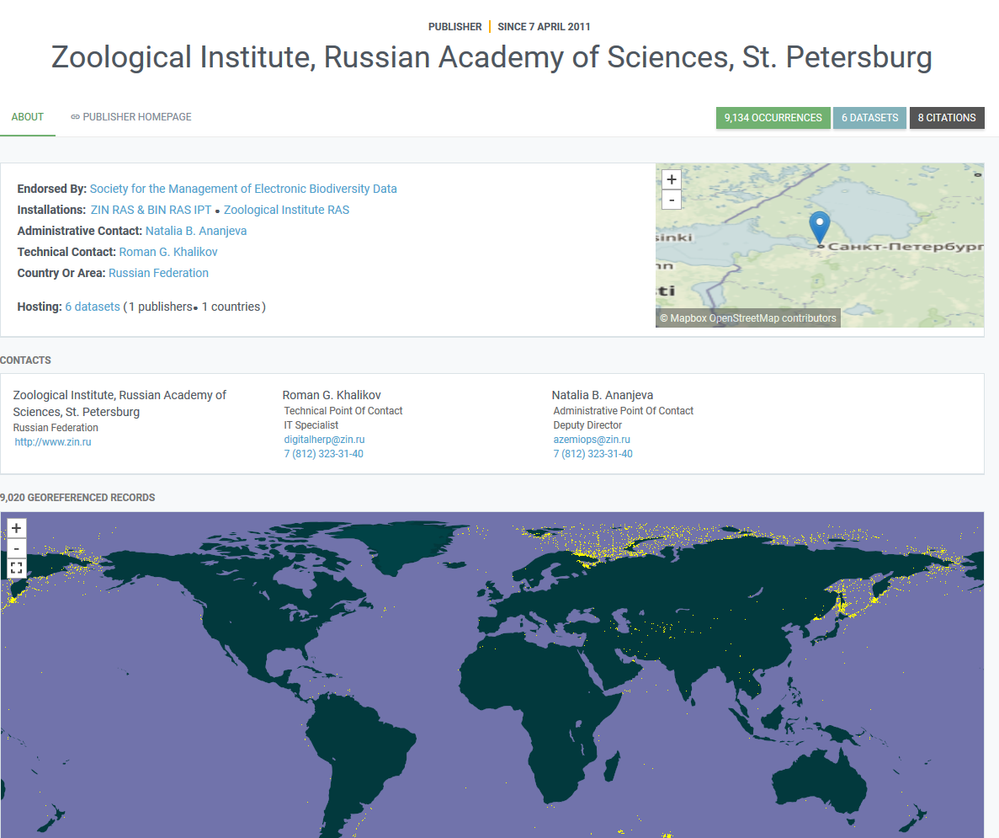 PUBLISHER | SINCE 7 APRIL 2011
Zoological Institute, Russian Academy of Sciences, St. Petersburg
ABOUT PUBLISHER HOMEPAGE 9,134 OCCURRENCES 6 DATASETS 8 CITATIONS
Endorsed By: Society for the Management of Electronic Biodiversity Data
Installations: ZIN RAS & BIN RAS IPT • Zoological Institute RAS
Administrative Contact: Natalia B. Ananjeva
Technical Contact: Roman G. Khalikov
Country Or Area: Russian Federation
Hosting: 6 datasets ( 1 publishers• 1 countries )
+
-
sinki
Санкт-Петербург
nn
ti
© Mapbox OpenStreetMap contributors
CONTACTS
Zoological Institute, Russian Academy of
Sciences, St. Petersburg
Russian Federation
http://www.zin.ru
Roman G. Khalikov
Technical Point Of Contact
IT Specialist
digitalherp@zin.ru
7 (812) 323-31-40
Natalia B. Ananjeva
Administrative Point Of Contact
Deputy Director
azemiops@zin.ru
7 (812) 323-31-40
9,020 GEOREFERENCED RECORDS
+
-